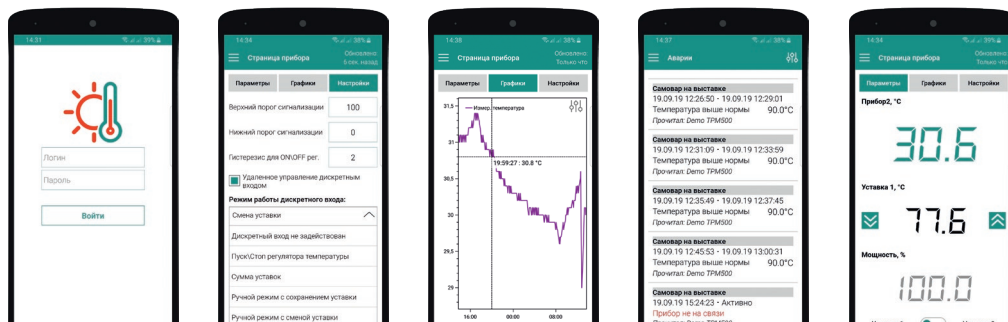 14:31
39%
Логин
Пароль
Войти
14:34
38%
Страница прибора
Обновлено
5 сек. назад
Параметры
Графики
Настройки
Верхний порог сигнализации
100
Нижний порог сигнализации
0
Гистерезис для ON\OFF рег.
2
Удаленное управление дискретным
входом
Режим работы дискретного входа:
Смена уставки
Дискретный вход не задействован
Пуск\Стоп регулятора температуры
Сумма уставок
Ручной режим с сохранением уставки
Ручной режим с сменой уставки
14:36
38%
Страница прибора
Обновлено
Только что
Параметры
Графики
Настройки
Измер. температура
31,5
31
30,5
30
29,5
29
19:59:27 : 30.8 °C
16:00
00:00
08:00
14:37
38%
Аварии
Самовар на выставке
19.09.19 12:26:50 - 19.09.19 12:29:01
Температура выше нормы 90.0°C
Прочитал: Demo TPM500
Самовар на выставке
19.09.19 12:31:09 - 19.09.19 12:33:59
Температура выше нормы 90.0°C
Прочитал: Demo TPM500
Самовар на выставке
19.09.19 12:35:49 - 19.09.19 12:37:45
Температура выше нормы 90.0°C
Прочитал: Demo TPM500
Самовар на выставке
19.09.19 12:45:53 - 19.09.19 13:00:31
Температура выше нормы 90.0°C
Прочитал: Demo TPM500
Самовар на выставке
19.09.19 15:24:23 - Активно
Прибор не на связи
14:34
39%
Страница прибора
Обновлено
Только что
Параметры
Графики
Настройки
Прибор2, °C
30.6
Уставка 1, °C
77.6
Мощность, %
100.0